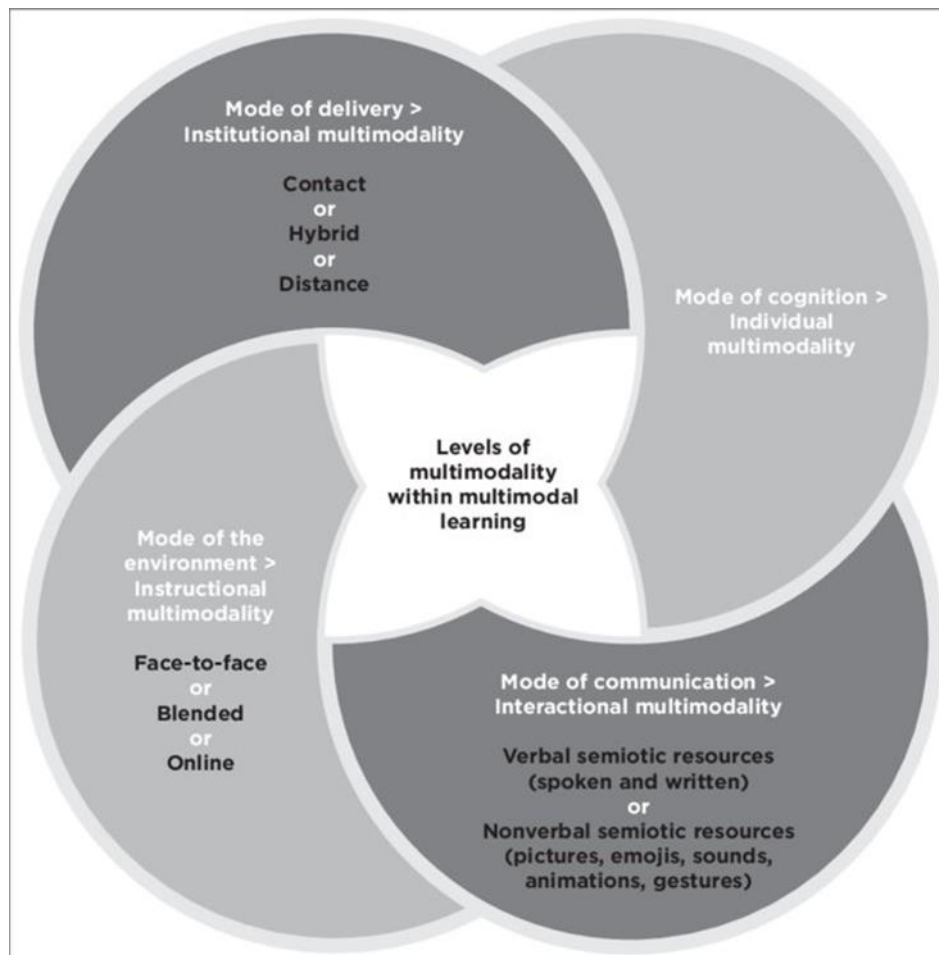 Mode of delivery >
Institutional multimodality
Contact
or
Hybrid
or
Distance
Mode of cognition >
Individual
multimodality
Levels of
multimodality
within multimodal
learning
Mode of the
environment >
Instructional
multimodality
Face-to-face
or
Blended
or
Online
Mode of communication >
Interactional multimodality
Verbal semiotic resources
(spoken and written)
or
Nonverbal semiotic resources
(pictures, emojis, sounds,
animations, gestures)